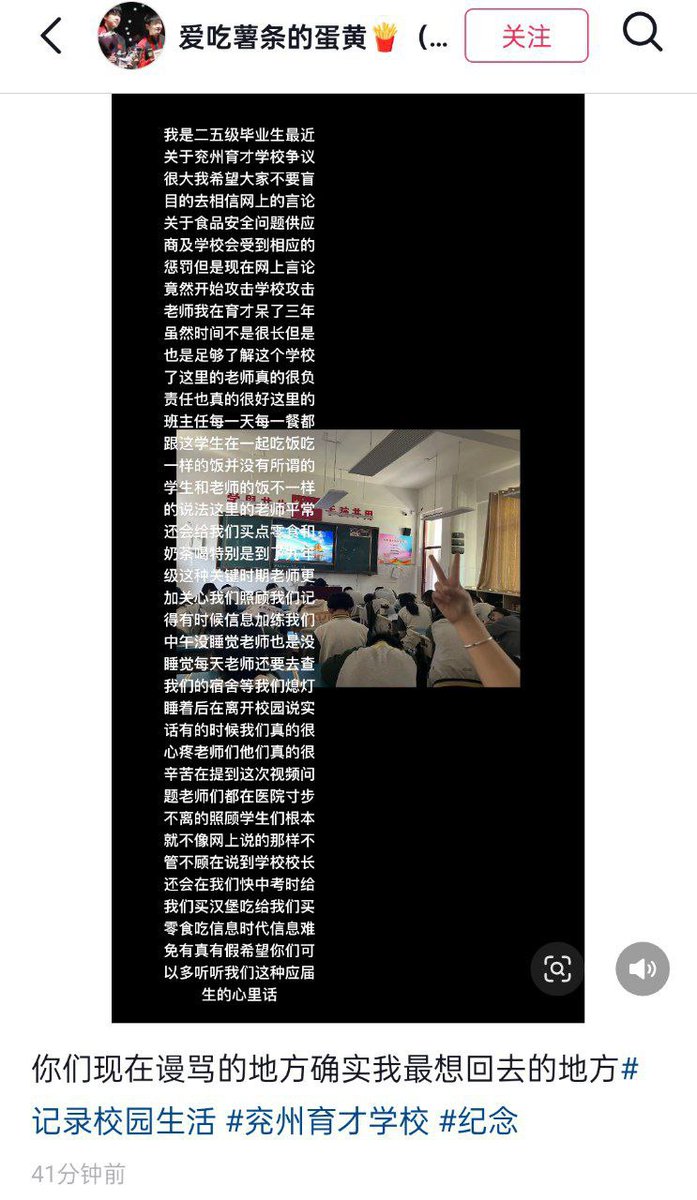 爱吃薯条的蛋黄🍟（...
关注
我是二五级毕业生最近
关于兖州育才学校争议
很大我希望大家不要盲
目的去相信网上的言论
关于食品安全问题供应
商及学校会受到相应的
惩罚但是现在网上言论
竟然开始攻击学校攻击
老师我在育才呆了三年
虽然时间不是很长但是
也是足够了解这个学校
了这里的老师真的很负
责任也真的很好这里的
班主任每一天每一餐都
跟这学生在一起吃饭吃
一样的饭并没有所谓的
学生和老师的饭不一样
的说法这里的老师平常
还会给我们买点零食和
奶茶喝特别是到了九年
级这种关键时期老师更
加关心我们照顾我们记
得有时候信息加练我们
中午没睡觉老师也是没
睡觉每天老师还要去查
我们的宿舍等我们熄灯
睡着后在离开校园说实
话有的时候我们真的很
心疼老师们他们真的很
辛苦在提到这次视频问
题老师们都在医院寸步
不离的照顾学生们根本
就不像网上说的那样不
管不顾在说到学校校长
还会在我们快中考时给
我们买汉堡吃给我们买
零食吃信息时代信息难
免有真有假希望你们可
以多听听我们这种应届
生的心里话
你们现在谩骂的地方确实我最想回去的地方#
记录校园生活 #兖州育才学校 #纪念
41分钟前